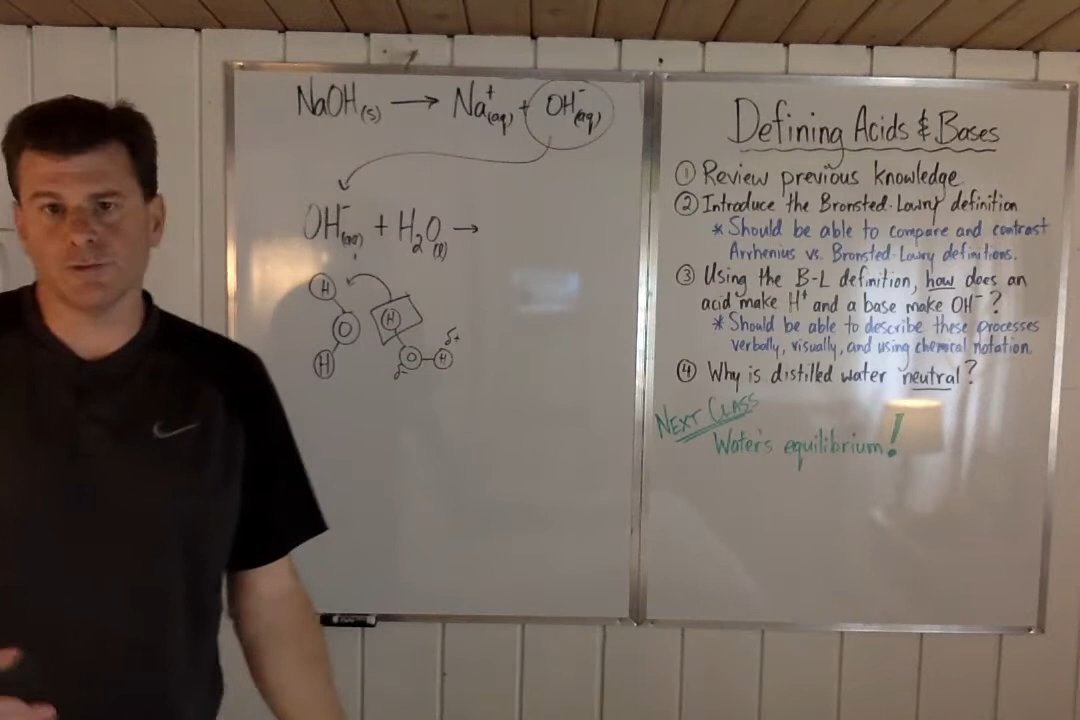 NaOH(s) → Na⁺(aq) + OH⁻(aq)
OH⁻(aq) + H₂O(l) →
H
O
H
H
O
H
δ+
δ-
Defining Acids & Bases
① Review previous knowledge
② Introduce the Bronsted-Lowry definition
* Should be able to compare and contrast
Arrhenius vs. Bronsted-Lowry definitions.
③ Using the B-L definition, how does an
acid make H⁺ and a base make OH⁻?
* Should be able to describe these processes
verbally, visually, and using chemical notation.
④ Why is distilled water neutral?
NEXT CLASS
Water's equilibrium!